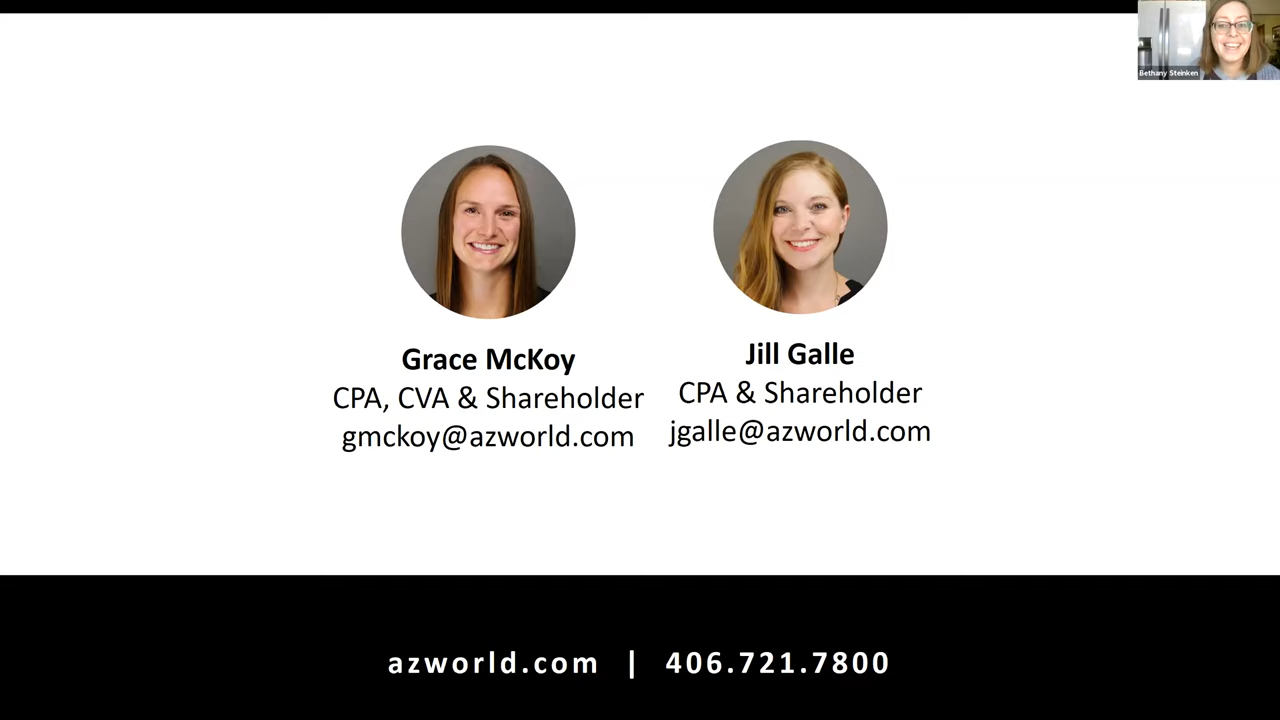 Bethany Steinken
Grace McKoy
CPA, CVA & Shareholder
gmckoy@azworld.com
Jill Galle
CPA & Shareholder
jgalle@azworld.com
azworld.com | 406.721.7800